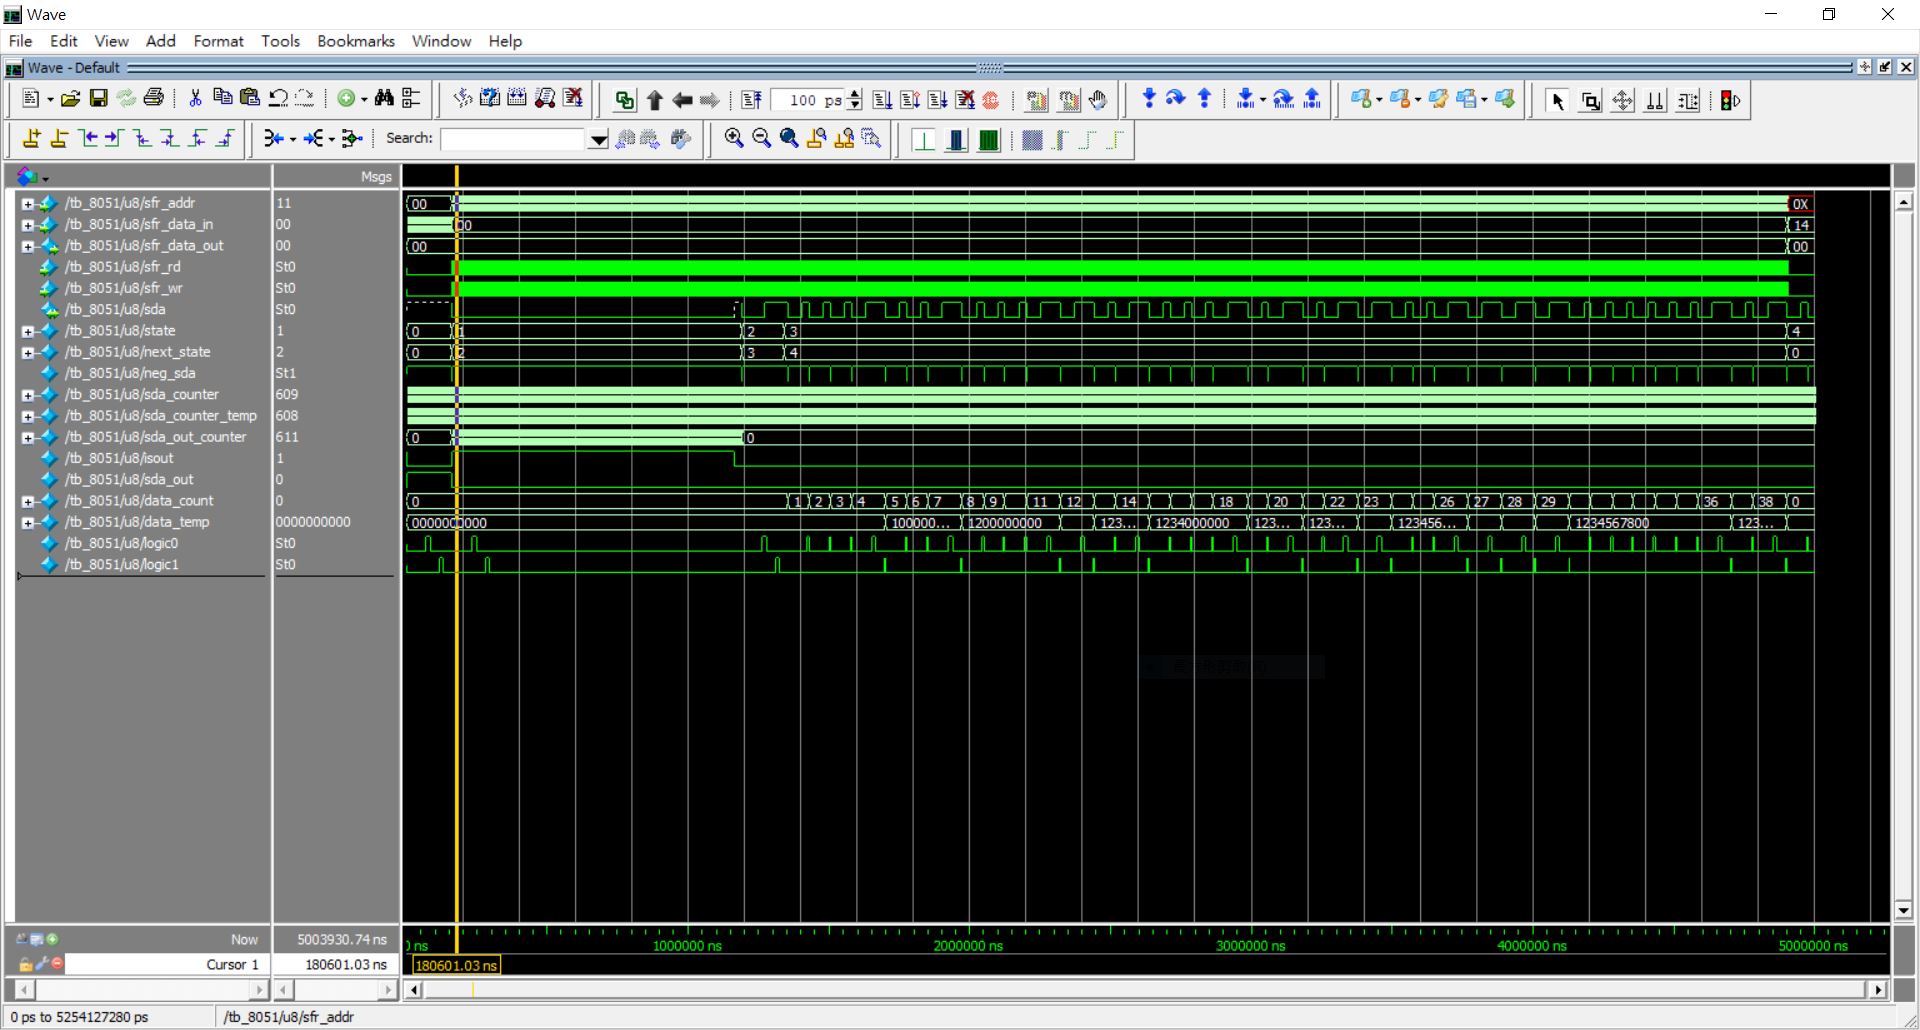 Wave
File Edit View Add Format Tools Bookmarks Window Help
Wave - Default
100 ps
Search:
Msgs
/tb_8051/u8/sfr_addr 11 00 0X
/tb_8051/u8/sfr_data_in 00 00 14
/tb_8051/u8/sfr_data_out 00 00 00
/tb_8051/u8/sfr_rd St0
/tb_8051/u8/sfr_wr St0
/tb_8051/u8/sda St0
/tb_8051/u8/state 1 0 1 2 3 4
/tb_8051/u8/next_state 2 0 2 3 4 0
/tb_8051/u8/neg_sda St1
/tb_8051/u8/sda_counter 609
/tb_8051/u8/sda_counter_temp 608
/tb_8051/u8/sda_out_counter 611 0 0
/tb_8051/u8/isout 1
/tb_8051/u8/sda_out 0
/tb_8051/u8/data_count 0 0 1 2 3 4 5 6 7 8 9 11 12 14 18 20 22 23 26 27 28 29 36 38 0
/tb_8051/u8/data_temp 0000000000 0000000000 100000... 1200000000 123... 1234000000 123... 123... 123456... 1234567800 123...
/tb_8051/u8/logic0 St0
/tb_8051/u8/logic1 St0
Now 5003930.74 ns ns 1000000 ns 2000000 ns 3000000 ns 4000000 ns 5000000 ns
Cursor 1 180601.03 ns 180601.03 ns
0 ps to 5254127280 ps /tb_8051/u8/sfr_addr